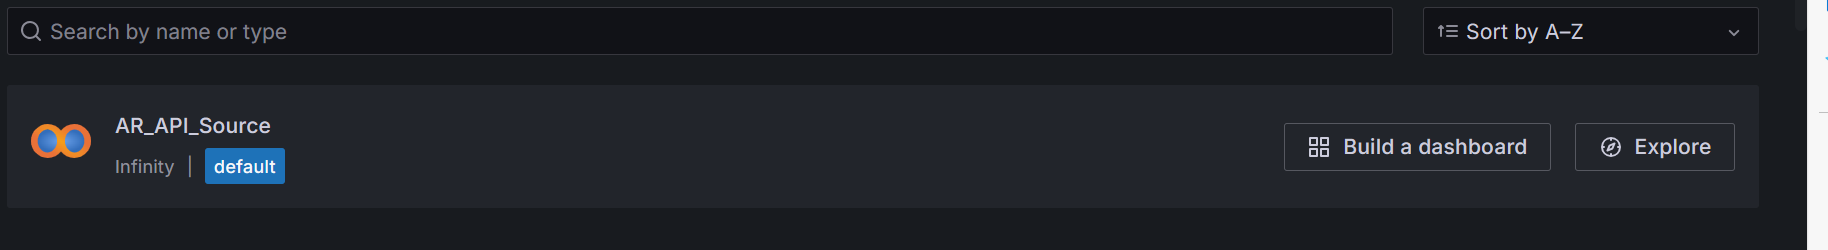 Search by name or type
Sort by A–Z
AR_API_Source
Infinity | default
Build a dashboard
Explore